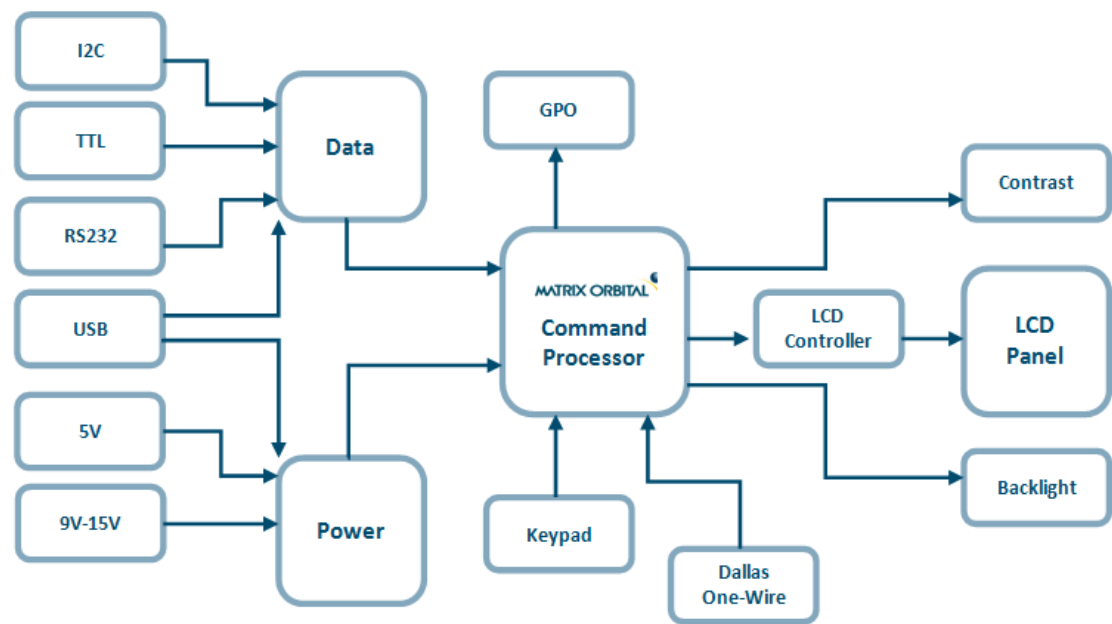 I2C
TTL
RS232
USB
5V
9V-15V
Data
Power
GPO
MATRIX ORBITAL
Command
Processor
Keypad
Dallas
One-Wire
LCD
Controller
Contrast
LCD
Panel
Backlight